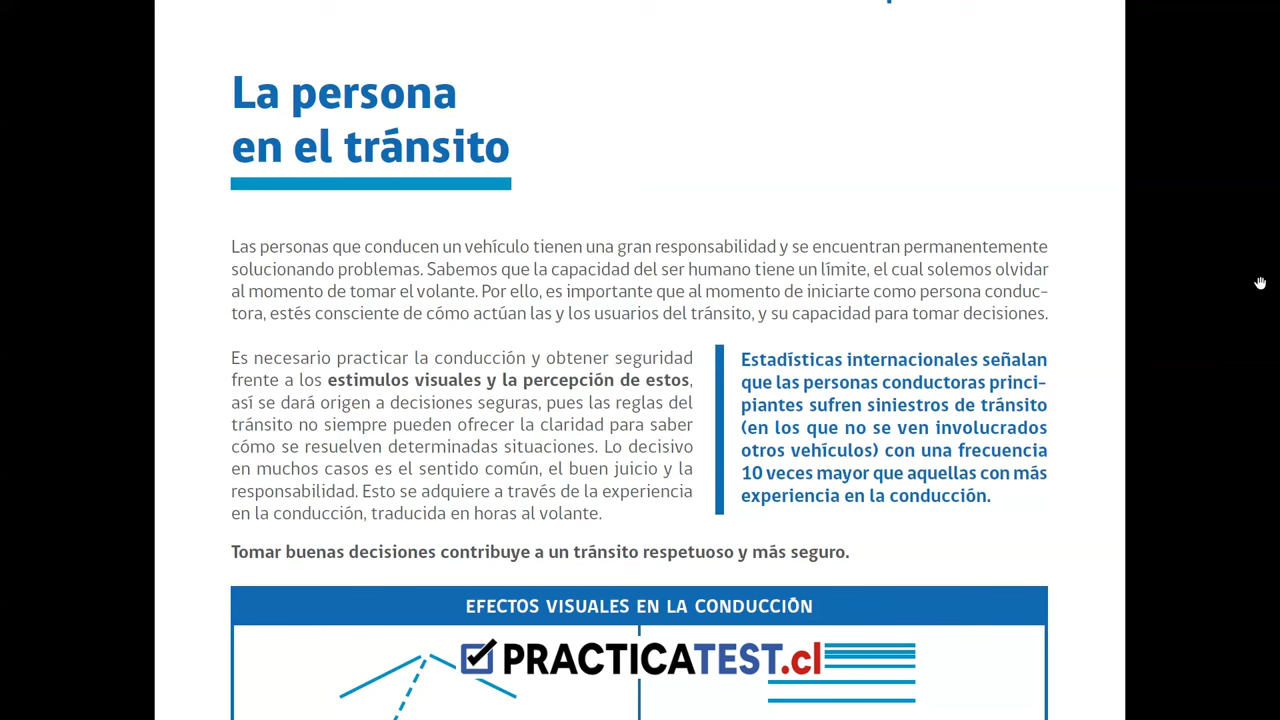 La persona
en el tránsito
Las personas que conducen un vehículo tienen una gran responsabilidad y se encuentran permanentemente
solucionando problemas. Sabemos que la capacidad del ser humano tiene un límite, el cual solemos olvidar
al momento de tomar el volante. Por ello, es importante que al momento de iniciarte como persona conduc-
tora, estés consciente de cómo actúan las y los usuarios del tránsito, y su capacidad para tomar decisiones.
Es necesario practicar la conducción y obtener seguridad
frente a los estimulos visuales y la percepción de estos,
así se dará origen a decisiones seguras, pues las reglas del
tránsito no siempre pueden ofrecer la claridad para saber
cómo se resuelven determinadas situaciones. Lo decisivo
en muchos casos es el sentido común, el buen juicio y la
responsabilidad. Esto se adquiere a través de la experiencia
en la conducción, traducida en horas al volante.
Estadísticas internacionales señalan
que las personas conductoras princi-
piantes sufren siniestros de tránsito
(en los que no se ven involucrados
otros vehículos) con una frecuencia
10 veces mayor que aquellas con más
experiencia en la conducción.
Tomar buenas decisiones contribuye a un tránsito respetuoso y más seguro.
EFECTOS VISUALES EN LA CONDUCCIÓN
PRACTICATEST.cl